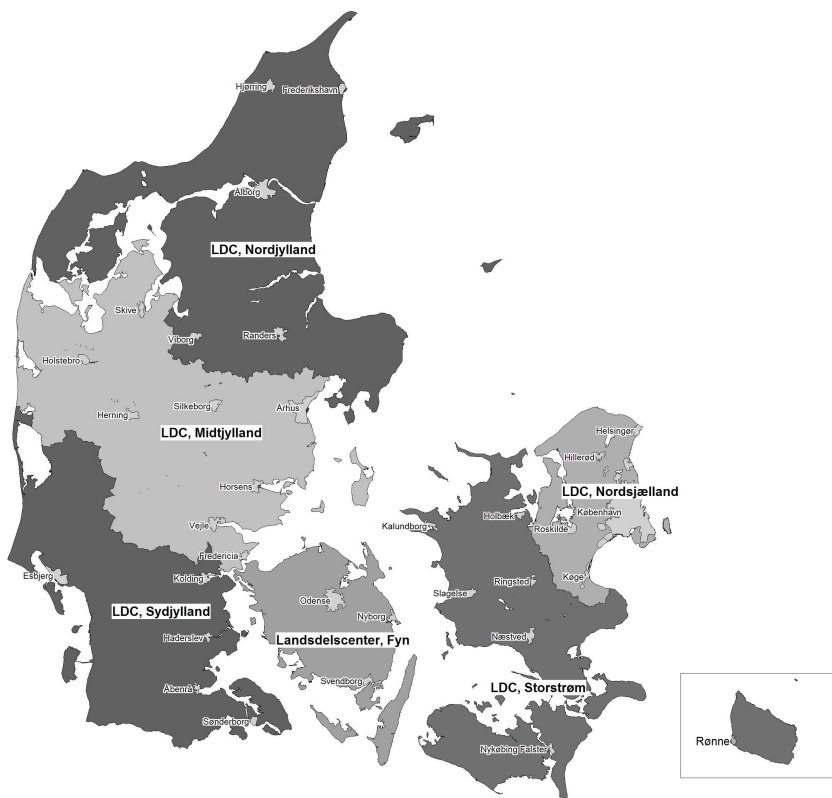 Hjørring
Frederikshavn
Ålborg
LDC, Nordjylland
Skive
Viborg
Randers
Holstebro
Herning
Silkeborg
Århus
LDC, Midtjylland
Helsingør
Hillerød
LDC, Nordsjælland
Horsens
Holbæk
København
Kalundborg
Roskilde
Vejle
Fredericia
Esbjerg
Kolding
Køge
Ringsted
Slagelse
Odense
Nyborg
LDC, Sydjylland
Haderslev
Landsdelscenter, Fyn
Næstved
Svendborg
LDC, Storstrøm
Åbenrå
Sønderborg
Nykøbing Falster
Rønne